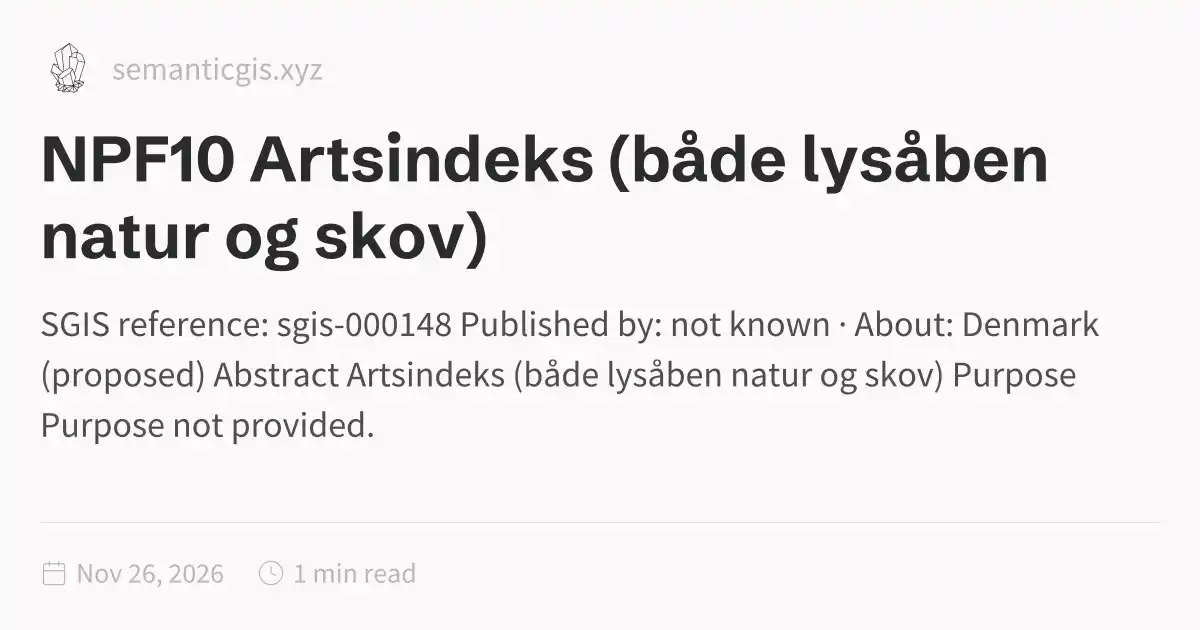 semanticgis.xyz
NPF10 Artsindeks (både lysåben
natur og skov)
SGIS reference: sgis-000148 Published by: not known · About: Denmark
(proposed) Abstract Artsindeks (både lysåben natur og skov) Purpose
Purpose not provided.
Nov 26, 2026 1 min read